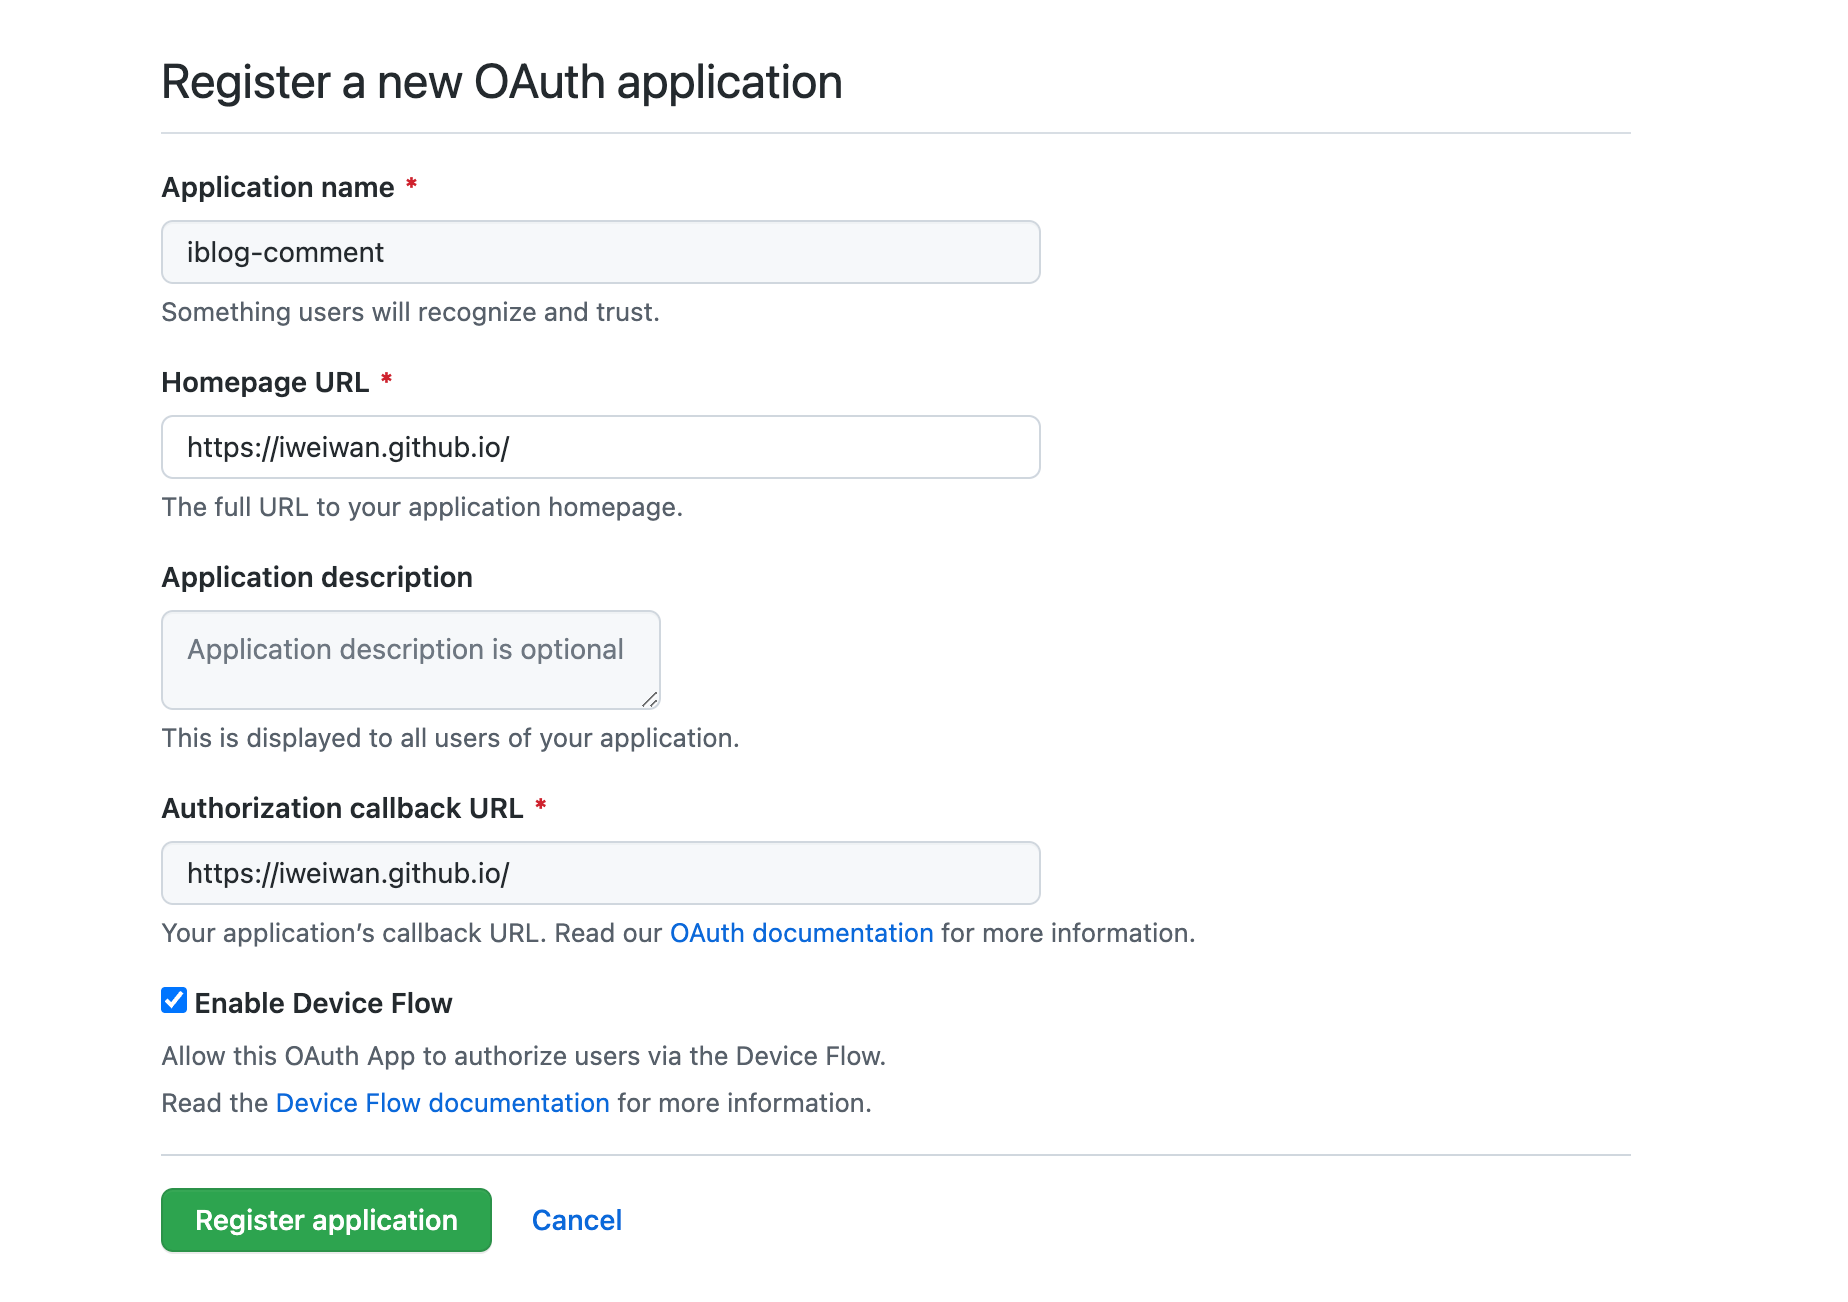 Register a new OAuth application
Application name *
iblog-comment
Something users will recognize and trust.
Homepage URL *
https://iweiwan.github.io/
The full URL to your application homepage.
Application description
Application description is optional
This is displayed to all users of your application.
Authorization callback URL *
https://iweiwan.github.io/
Your application’s callback URL. Read our OAuth documentation for more information.
Enable Device Flow
Allow this OAuth App to authorize users via the Device Flow.
Read the Device Flow documentation for more information.
Register application Cancel